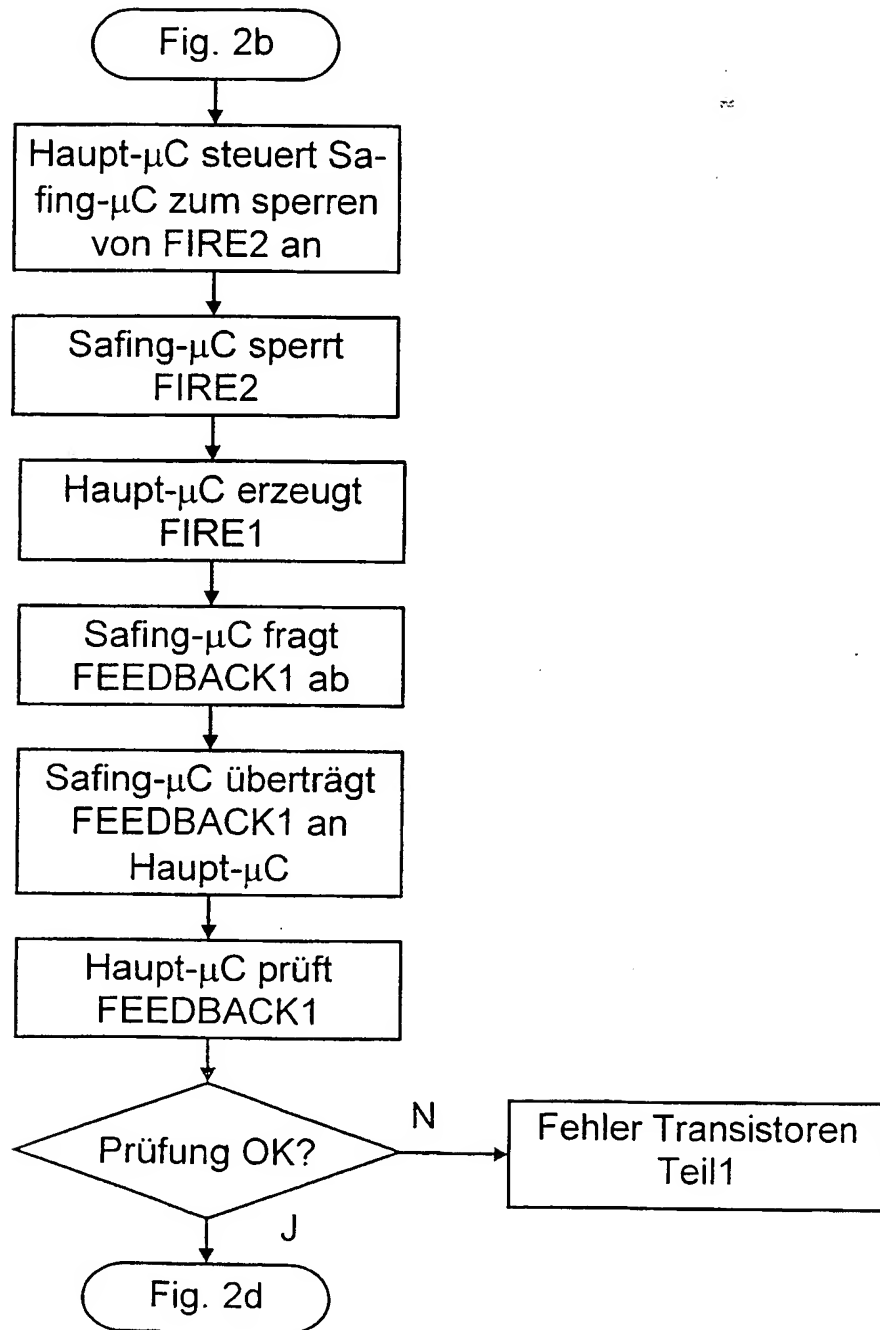 Fig. 2b
Haupt-µC steuert Sa-
fing-µC zum sperren
von FIRE2 an
Safing-µC sperrt
FIRE2
Haupt-µC erzeugt
FIRE1
Safing-µC fragt
FEEDBACK1 ab
Safing-µC überträgt
FEEDBACK1 an
Haupt-µC
Haupt-µC prüft
FEEDBACK1
Prüfung OK?
N
Fehler Transistoren
Teil1
J
Fig. 2d